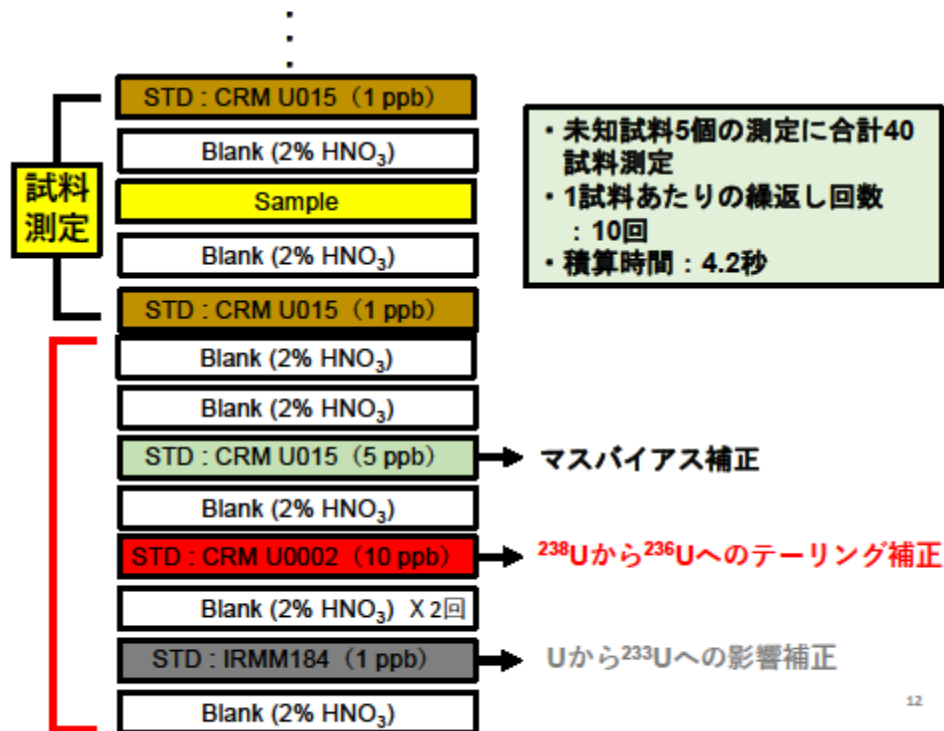 STD : CRM U015（1 ppb）
Blank (2% HNO₃)
Sample
Blank (2% HNO₃)
STD : CRM U015（1 ppb）
試料
測定
・未知試料5個の測定に合計40
試料測定
・1試料あたりの繰返し回数
：10回
・積算時間：4.2秒
Blank (2% HNO₃)
Blank (2% HNO₃)
STD : CRM U015（5 ppb）
マスバイアス補正
Blank (2% HNO₃)
STD : CRM U0002（10 ppb）
²³⁸Uから²³⁶Uへのテーリング補正
Blank (2% HNO₃) X 2回
STD : IRMM184（1 ppb）
Uから²³³Uへの影響補正
Blank (2% HNO₃)
12